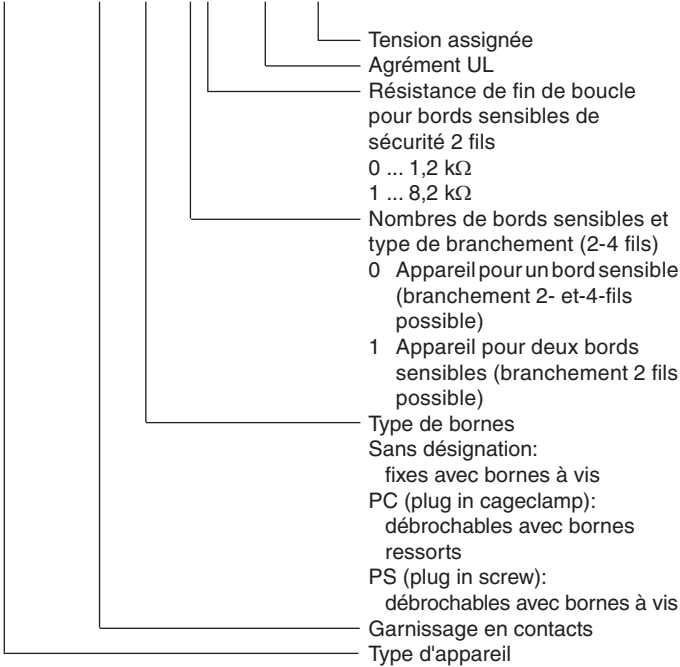 Tension assignée
Agrément UL
Résistance de fin de boucle
pour bords sensibles de
sécurité 2 fils
0 ... 1,2 kΩ
1 ... 8,2 kΩ
Nombres de bords sensibles et
type de branchement (2-4 fils)
0 Appareil pour un bord sensible
(branchement 2- et-4-fils
possible)
1 Appareil pour deux bords
sensibles (branchement 2 fils
possible)
Type de bornes
Sans désignation:
fixes avec bornes à vis
PC (plug in cageclamp):
débrochables avec bornes
ressorts
PS (plug in screw):
débrochables avec bornes à vis
Garnissage en contacts
Type d'appareil